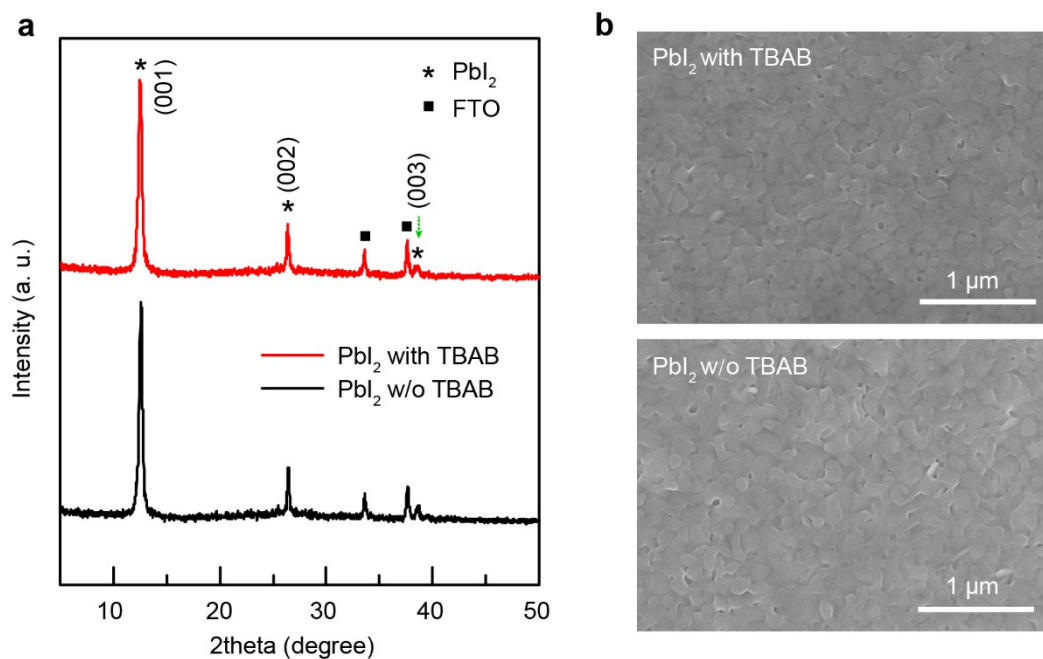 a
b
* PbI2
■ FTO
* (001)
* (002)
(003)
*
PbI2 with TBAB
PbI2 w/o TBAB
Intensity (a. u.)
10 20 30 40 50
2theta (degree)
PbI2 with TBAB
1 μm
PbI2 w/o TBAB
1 μm